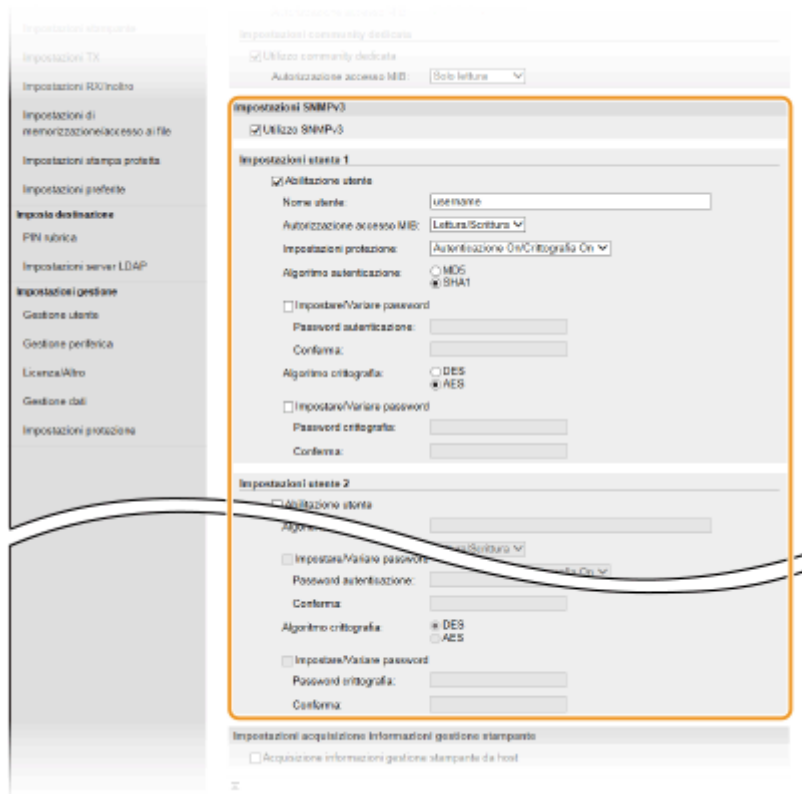 Impostazioni stampante
Impostazioni TX
Impostazioni RX/Inoltro
Impostazioni di
memorizzazione/accesso ai file
Impostazioni stampa protetta
Impostazioni preferite
Imposta destinazione
PIN rubrica
Impostazioni server LDAP
Impostazioni gestione
Gestione utente
Gestione periferica
Licenza/Altro
Gestione dati
Impostazioni protezione
Impostazioni community dedicata
Utilizzo community dedicata
Autorizzazione accesso MIB: Solo lettura
Impostazioni SNMPv3
Utilizzo SNMPv3
Impostazioni utente 1
Abilitazione utente
Nome utente: username
Autorizzazione accesso MIB: Lettura/Scrittura
Impostazioni protezione: Autenticazione On/Crittografia On
Algoritmo autenticazione: MD5
SHA1
Impostare/Variare password
Password autenticazione:
Conferma:
Algoritmo crittografia: DES
AES
Impostare/Variare password
Password crittografia:
Conferma:
Impostazioni utente 2
Abilitazione utente
Impostare/Variare password
Password autenticazione:
Conferma:
Algoritmo crittografia: DES
AES
Impostare/Variare password
Password crittografia:
Conferma:
Impostazioni acquisizione informazioni gestione stampante
Acquisizione informazioni gestione stampante da host